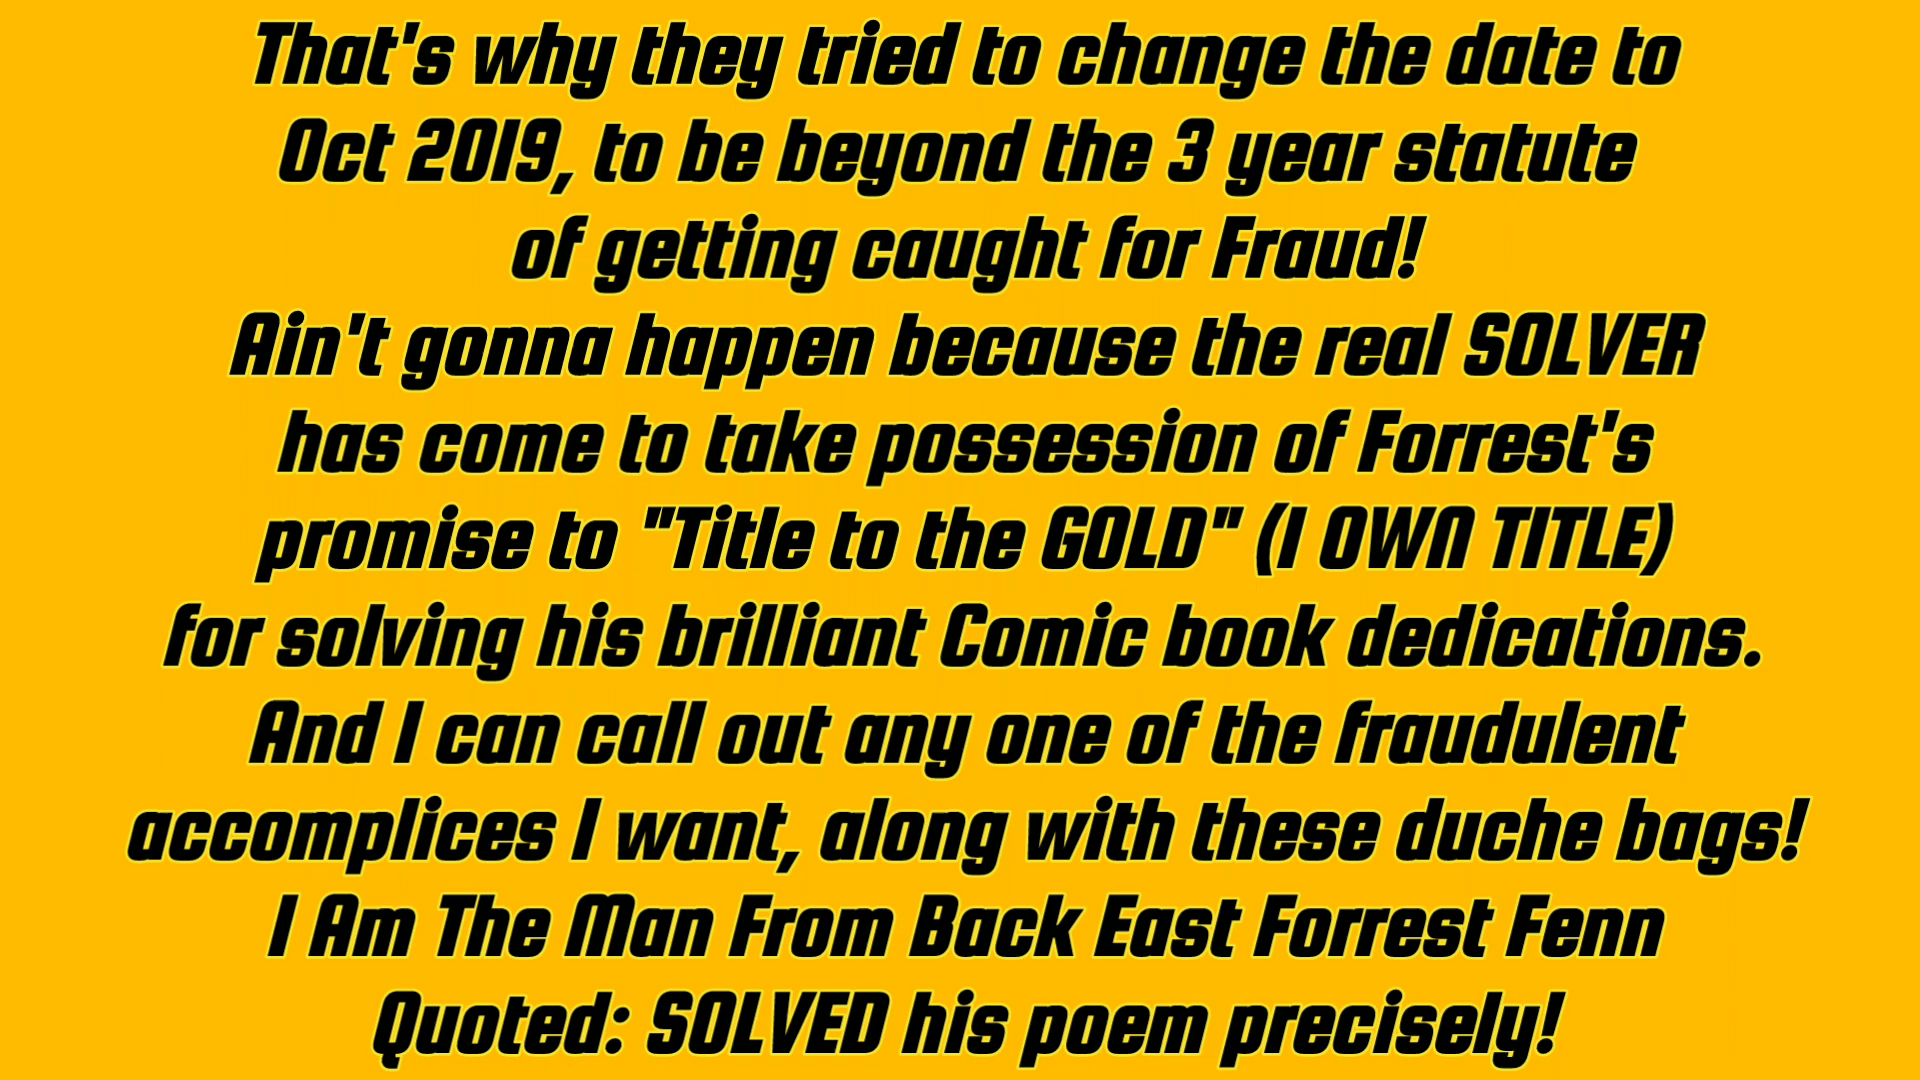 That's why they tried to change the date to
Oct 2019, to be beyond the 3 year statute
of getting caught for Fraud!
Ain't gonna happen because the real SOLVER
has come to take possession of Forrest's
promise to "Title to the GOLD" (I OWN TITLE)
for solving his brilliant Comic book dedications.
And I can call out any one of the fraudulent
accomplices I want, along with these duche bags!
I Am The Man From Back East Forrest Fenn
Quoted: SOLVED his poem precisely!